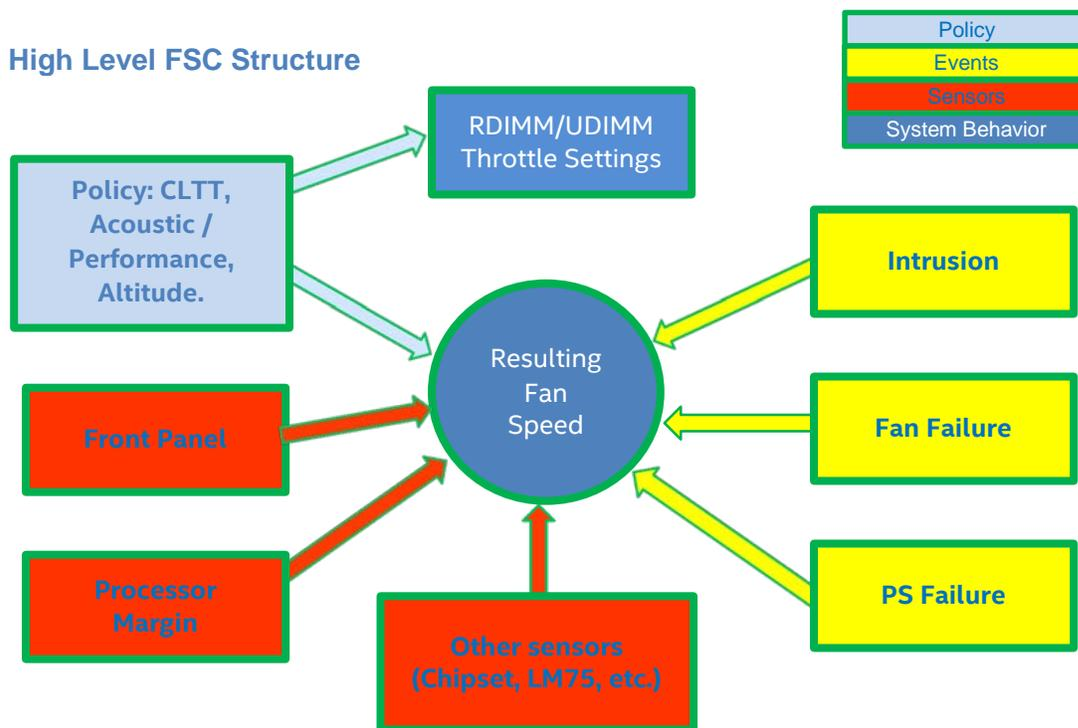 High Level FSC Structure
Policy
Events
Sensors
System Behavior
RDIMM/UDIMM
Throttle Settings
Policy: CLTT,
Acoustic /
Performance,
Altitude.
Intrusion
Resulting
Fan
Speed
Front Panel
Fan Failure
Processor
Margin
Other sensors
(Chipset, LM75, etc.)
PS Failure